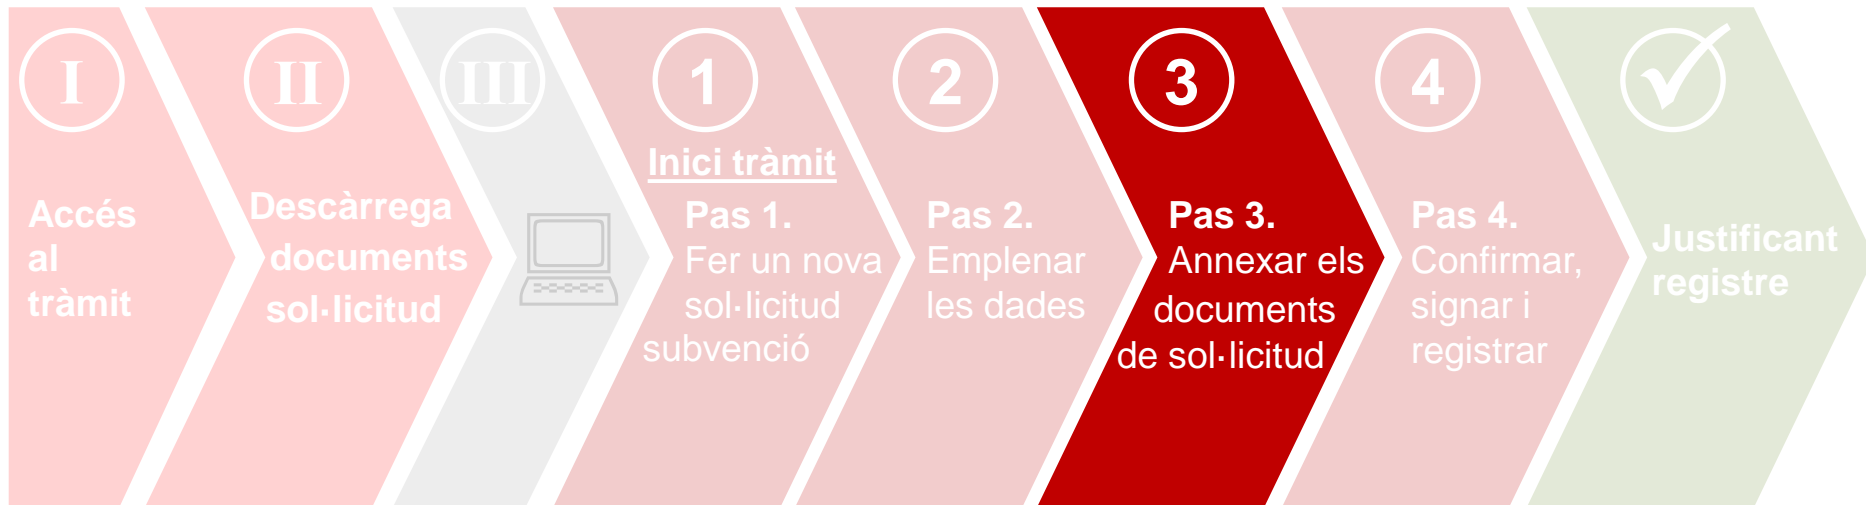 I
Accés
al
tràmit
II
Descàrrega
documents
sol·licitud
III
1
Inici tràmit
Pas 1.
Fer un nova
sol·licitud
subvenció
2
Pas 2.
Emplenar
les dades
3
Pas 3.
Annexar els
documents
de sol·licitud
4
Pas 4.
Confirmar,
signar i
registrar
Justificant
registre